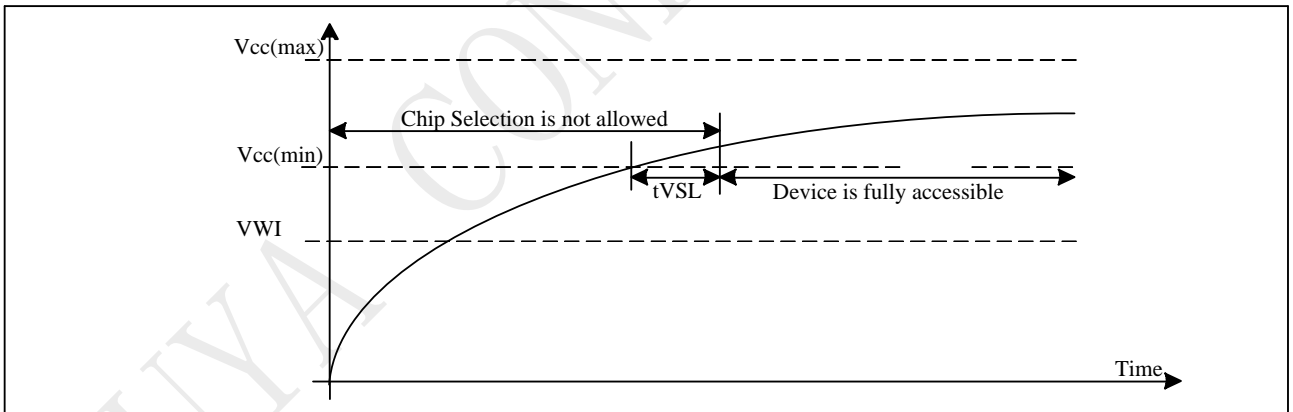 Vcc(max)
Chip Selection is not allowed
Vcc(min)
tVSL
Device is fully accessible
VWI
Time